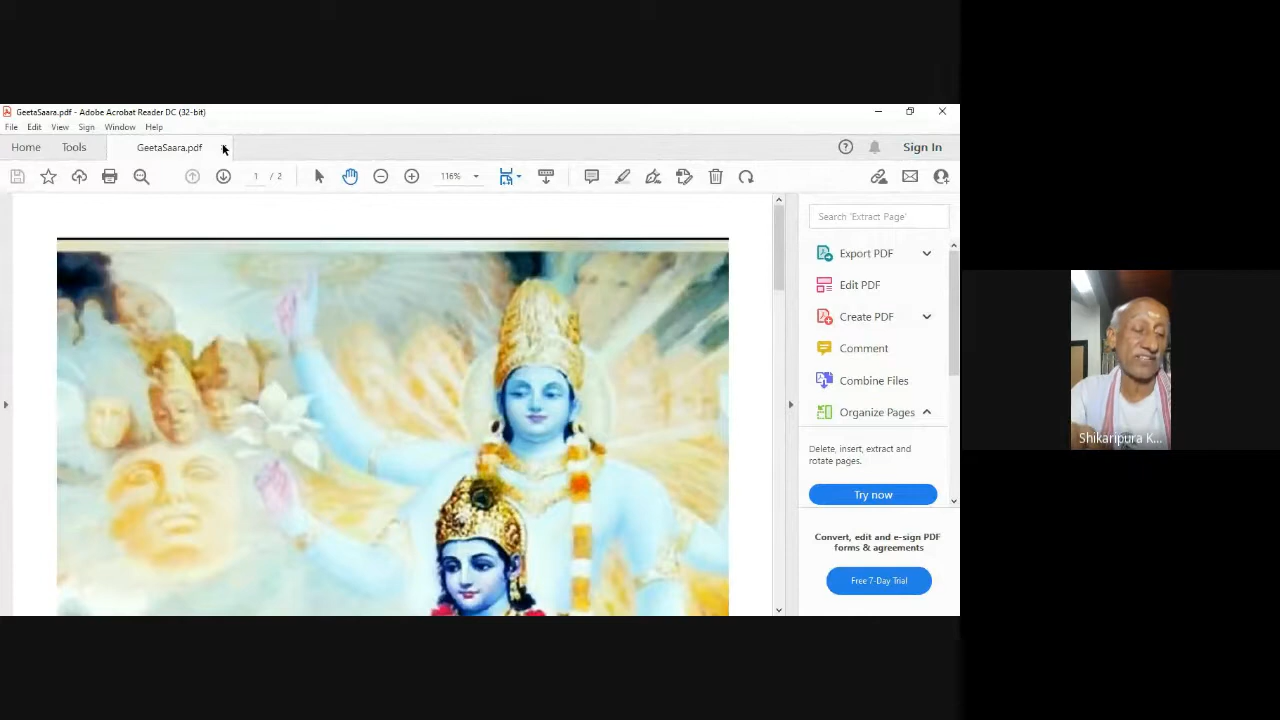 GeetaSaara.pdf - Adobe Acrobat Reader DC (32-bit)
File Edit View Sign Window Help
Home Tools GeetaSaara.pdf Sign In
1 / 2 116%
Search 'Extract Page'
Export PDF
Edit PDF
Create PDF
Comment
Combine Files
Organize Pages
Delete, insert, extract and
rotate pages.
Try now
Convert, edit and e-sign PDF
forms & agreements
Free 7-Day Trial
Shikaripura K...